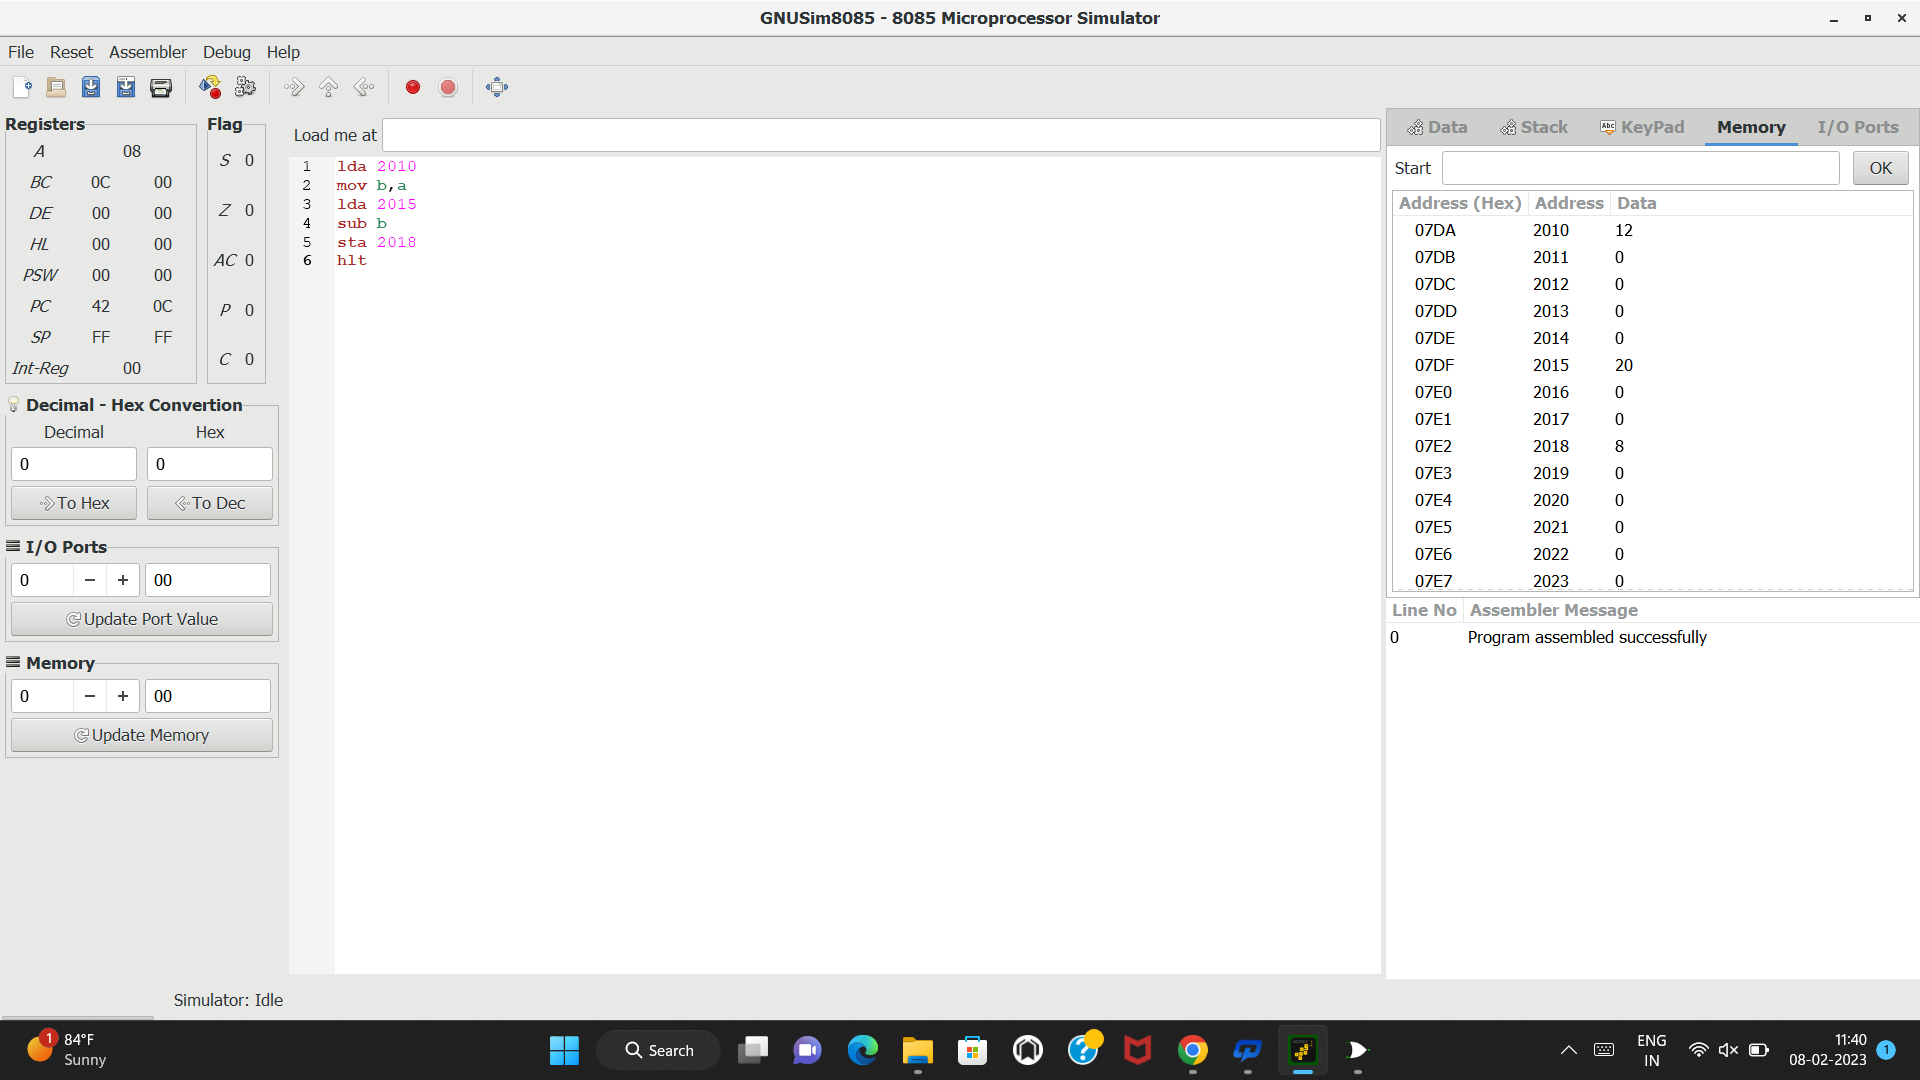 GNUSim8085 - 8085 Microprocessor Simulator
File Reset Assembler Debug Help
Registers
A 08
BC 0C 00
DE 00 00
HL 00 00
PSW 00 00
PC 42 0C
SP FF FF
Int-Reg 00
Flag
S 0
Z 0
AC 0
P 0
C 0
Decimal - Hex Convertion
Decimal Hex
0 0
To Hex To Dec
I/O Ports
0 − + 00
Update Port Value
Memory
0 − + 00
Update Memory
Load me at
1 lda 2010
2 mov b,a
3 lda 2015
4 sub b
5 sta 2018
6 hlt
Data Stack Abc KeyPad Memory I/O Ports
Start OK
Address (Hex) Address Data
07DA 2010 12
07DB 2011 0
07DC 2012 0
07DD 2013 0
07DE 2014 0
07DF 2015 20
07E0 2016 0
07E1 2017 0
07E2 2018 8
07E3 2019 0
07E4 2020 0
07E5 2021 0
07E6 2022 0
07E7 2023 0
Line No Assembler Message
0 Program assembled successfully
Simulator: Idle
1 84°F
Sunny
Search
ENG
IN
11:40
08-02-2023
1